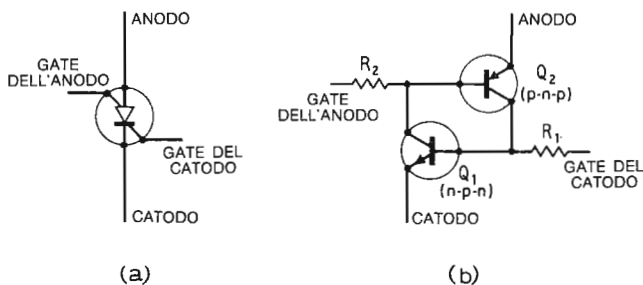 ANODO
GATE
DELL'ANODO
GATE DEL
CATODO
CATODO
(a)
ANODO
R2
Q2
(p-n-p)
GATE
DELL'ANODO
R1
GATE DEL
CATODO
Q1
(n-p-n)
CATODO
(b)